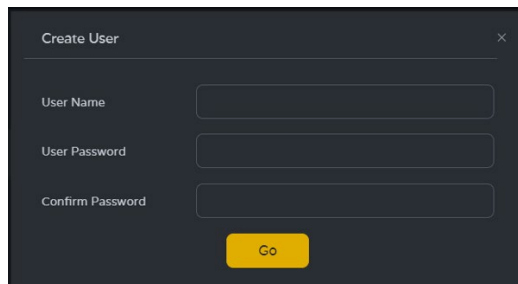 Create User
×
User Name
User Password
Confirm Password
Go